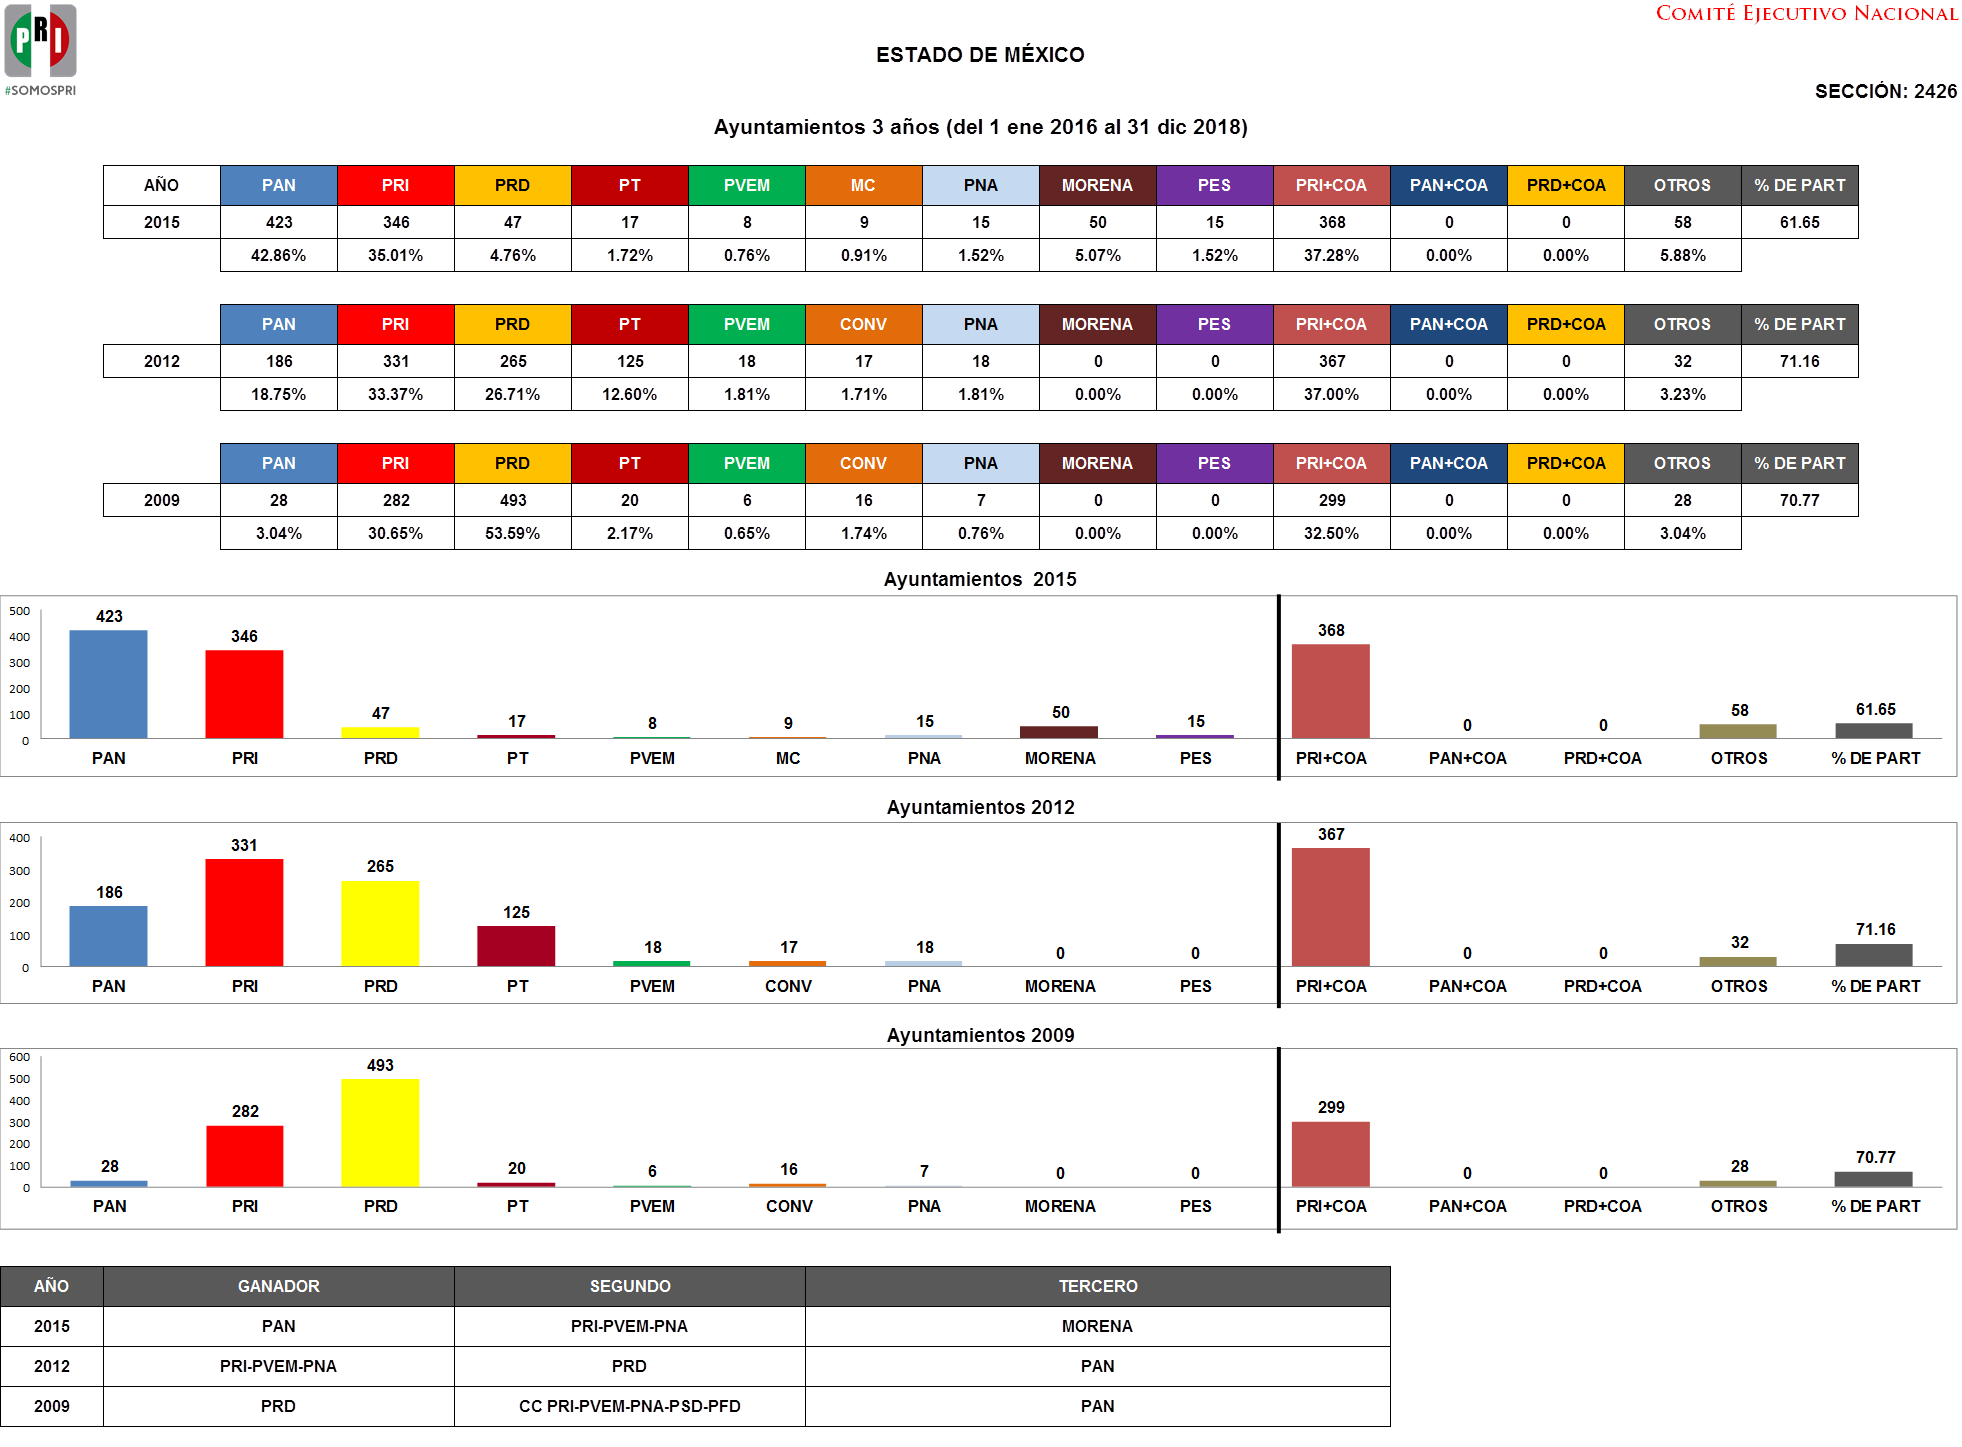 PRI
#SOMOSPRI
COMITÉ EJECUTIVO NACIONAL
ESTADO DE MÉXICO
SECCIÓN: 2426
Ayuntamientos 3 años (del 1 ene 2016 al 31 dic 2018)
AÑO PAN PRI PRD PT PVEM MC PNA MORENA PES PRI+COA PAN+COA PRD+COA OTROS % DE PART
2015 423 346 47 17 8 9 15 50 15 368 0 0 58 61.65
42.86% 35.01% 4.76% 1.72% 0.76% 0.91% 1.52% 5.07% 1.52% 37.28% 0.00% 0.00% 5.88%
PAN PRI PRD PT PVEM CONV PNA MORENA PES PRI+COA PAN+COA PRD+COA OTROS % DE PART
2012 186 331 265 125 18 17 18 0 0 367 0 0 32 71.16
18.75% 33.37% 26.71% 12.60% 1.81% 1.71% 1.81% 0.00% 0.00% 37.00% 0.00% 0.00% 3.23%
PAN PRI PRD PT PVEM CONV PNA MORENA PES PRI+COA PAN+COA PRD+COA OTROS % DE PART
2009 28 282 493 20 6 16 7 0 0 299 0 0 28 70.77
3.04% 30.65% 53.59% 2.17% 0.65% 1.74% 0.76% 0.00% 0.00% 32.50% 0.00% 0.00% 3.04%
Ayuntamientos 2015
500
400
300
200
100
0
423 346 47 17 8 9 15 50 15 368 0 0 58 61.65
PAN PRI PRD PT PVEM MC PNA MORENA PES PRI+COA PAN+COA PRD+COA OTROS % DE PART
Ayuntamientos 2012
400
300
200
100
0
186 331 265 125 18 17 18 0 0 367 0 0 32 71.16
PAN PRI PRD PT PVEM CONV PNA MORENA PES PRI+COA PAN+COA PRD+COA OTROS % DE PART
Ayuntamientos 2009
600
500
400
300
200
100
0
28 282 493 20 6 16 7 0 0 299 0 0 28 70.77
PAN PRI PRD PT PVEM CONV PNA MORENA PES PRI+COA PAN+COA PRD+COA OTROS % DE PART
AÑO GANADOR SEGUNDO TERCERO
2015 PAN PRI-PVEM-PNA MORENA
2012 PRI-PVEM-PNA PRD PAN
2009 PRD CC PRI-PVEM-PNA-PSD-PFD PAN